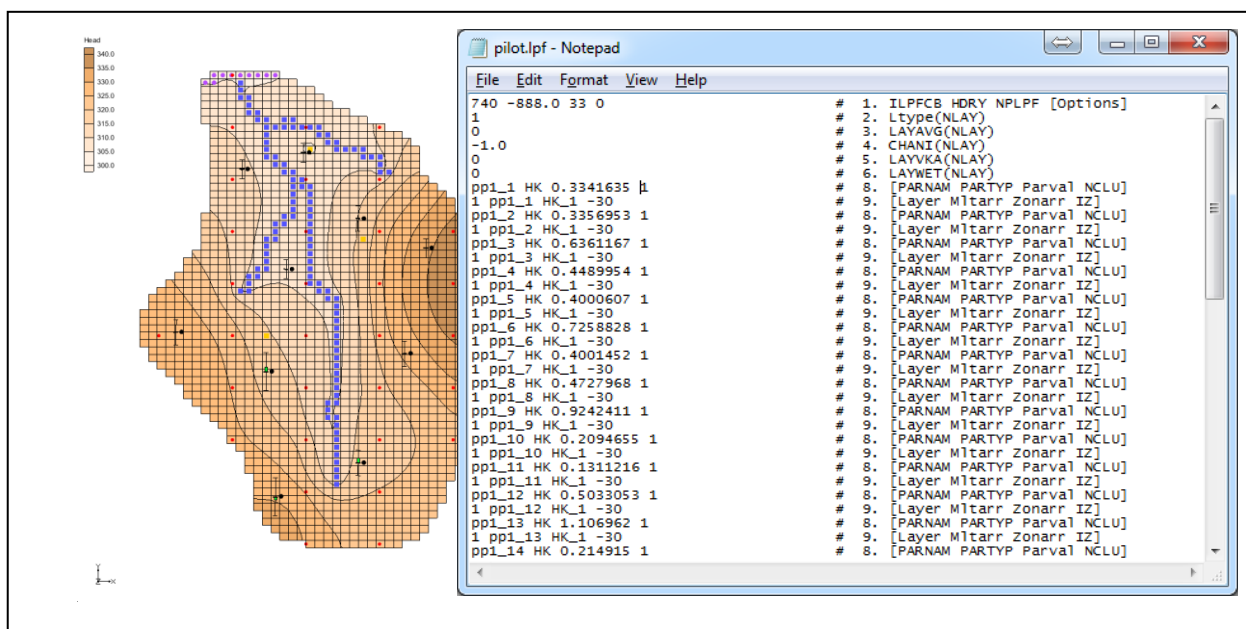 Head
340.0
335.0
330.0
325.0
320.0
315.0
310.0
305.0
300.0
Y
X
pilot.lpf - Notepad
File Edit Format View Help
740 -888.0 33 0 # 1. ILPFCB HDRY NPLPF [Options]
1 # 2. Ltype(NLAY)
0 # 3. LAYAVG(NLAY)
-1.0 # 4. CHANI(NLAY)
0 # 5. LAYVKA(NLAY)
0 # 6. LAYWET(NLAY)
pp1_1 HK 0.3341635 1 # 8. [PARNAM PARTYP Parval NCLU]
1 pp1_1 HK_1 -30 # 9. [Layer Mltarr Zonarr IZ]
pp1_2 HK 0.3356953 1 # 8. [PARNAM PARTYP Parval NCLU]
1 pp1_2 HK_1 -30 # 9. [Layer Mltarr Zonarr IZ]
pp1_3 HK 0.6361167 1 # 8. [PARNAM PARTYP Parval NCLU]
1 pp1_3 HK_1 -30 # 9. [Layer Mltarr Zonarr IZ]
pp1_4 HK 0.4489954 1 # 8. [PARNAM PARTYP Parval NCLU]
1 pp1_4 HK_1 -30 # 9. [Layer Mltarr Zonarr IZ]
pp1_5 HK 0.4000607 1 # 8. [PARNAM PARTYP Parval NCLU]
1 pp1_5 HK_1 -30 # 9. [Layer Mltarr Zonarr IZ]
pp1_6 HK 0.7258828 1 # 8. [PARNAM PARTYP Parval NCLU]
1 pp1_6 HK_1 -30 # 9. [Layer Mltarr Zonarr IZ]
pp1_7 HK 0.4001452 1 # 8. [PARNAM PARTYP Parval NCLU]
1 pp1_7 HK_1 -30 # 9. [Layer Mltarr Zonarr IZ]
pp1_8 HK 0.4727968 1 # 8. [PARNAM PARTYP Parval NCLU]
1 pp1_8 HK_1 -30 # 9. [Layer Mltarr Zonarr IZ]
pp1_9 HK 0.9242411 1 # 8. [PARNAM PARTYP Parval NCLU]
1 pp1_9 HK_1 -30 # 9. [Layer Mltarr Zonarr IZ]
pp1_10 HK 0.2094655 1 # 8. [PARNAM PARTYP Parval NCLU]
1 pp1_10 HK_1 -30 # 9. [Layer Mltarr Zonarr IZ]
pp1_11 HK 0.1311216 1 # 8. [PARNAM PARTYP Parval NCLU]
1 pp1_11 HK_1 -30 # 9. [Layer Mltarr Zonarr IZ]
pp1_12 HK 0.5033053 1 # 8. [PARNAM PARTYP Parval NCLU]
1 pp1_12 HK_1 -30 # 9. [Layer Mltarr Zonarr IZ]
pp1_13 HK 1.106962 1 # 8. [PARNAM PARTYP Parval NCLU]
1 pp1_13 HK_1 -30 # 9. [Layer Mltarr Zonarr IZ]
pp1_14 HK 0.214915 1 # 8. [PARNAM PARTYP Parval NCLU]